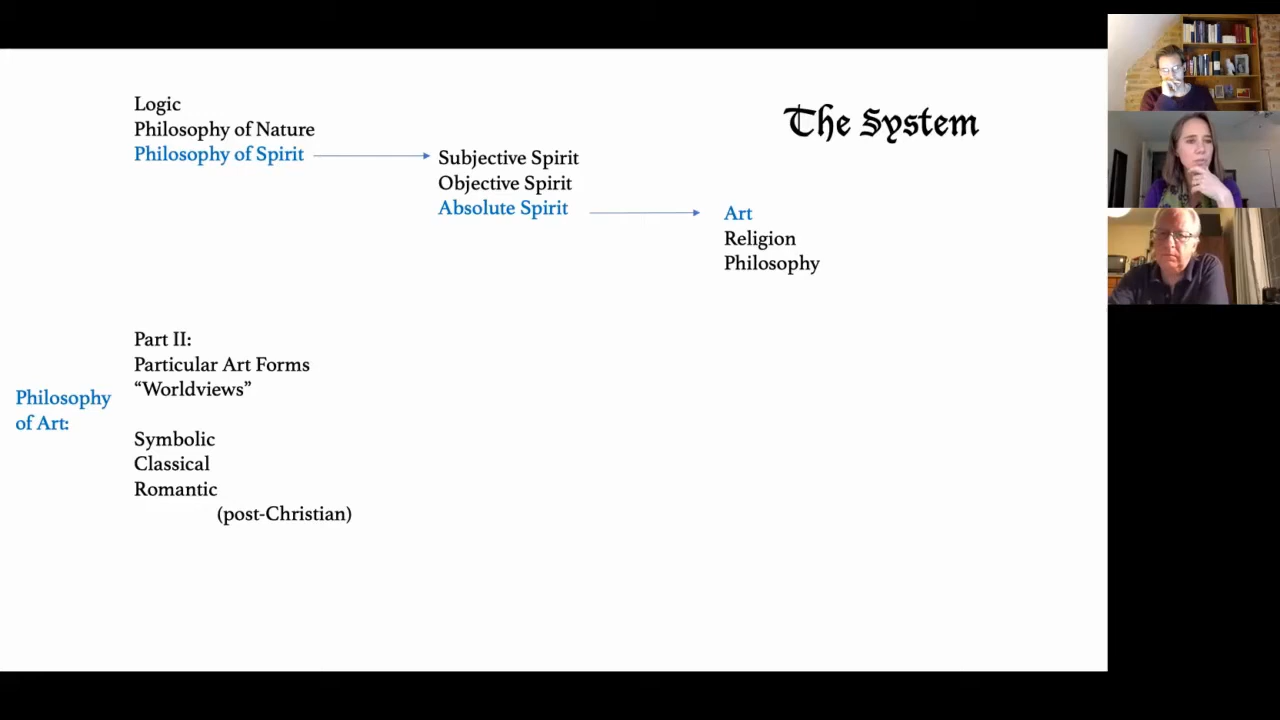 The System
Logic
Philosophy of Nature
Philosophy of Spirit
Subjective Spirit
Objective Spirit
Absolute Spirit
Art
Religion
Philosophy
Philosophy
of Art:
Part II:
Particular Art Forms
“Worldviews”
Symbolic
Classical
Romantic
(post-Christian)